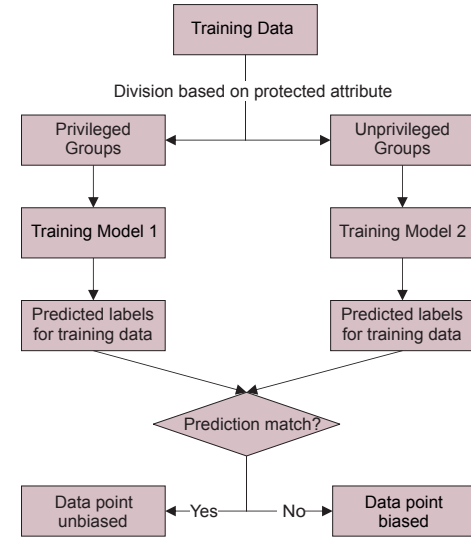 Training Data
Division based on protected attribute
Privileged
Groups
Unprivileged
Groups
Training Model 1
Training Model 2
Predicted labels
for training data
Predicted labels
for training data
Prediction match?
Data point
unbiased
Yes
No
Data point
biased